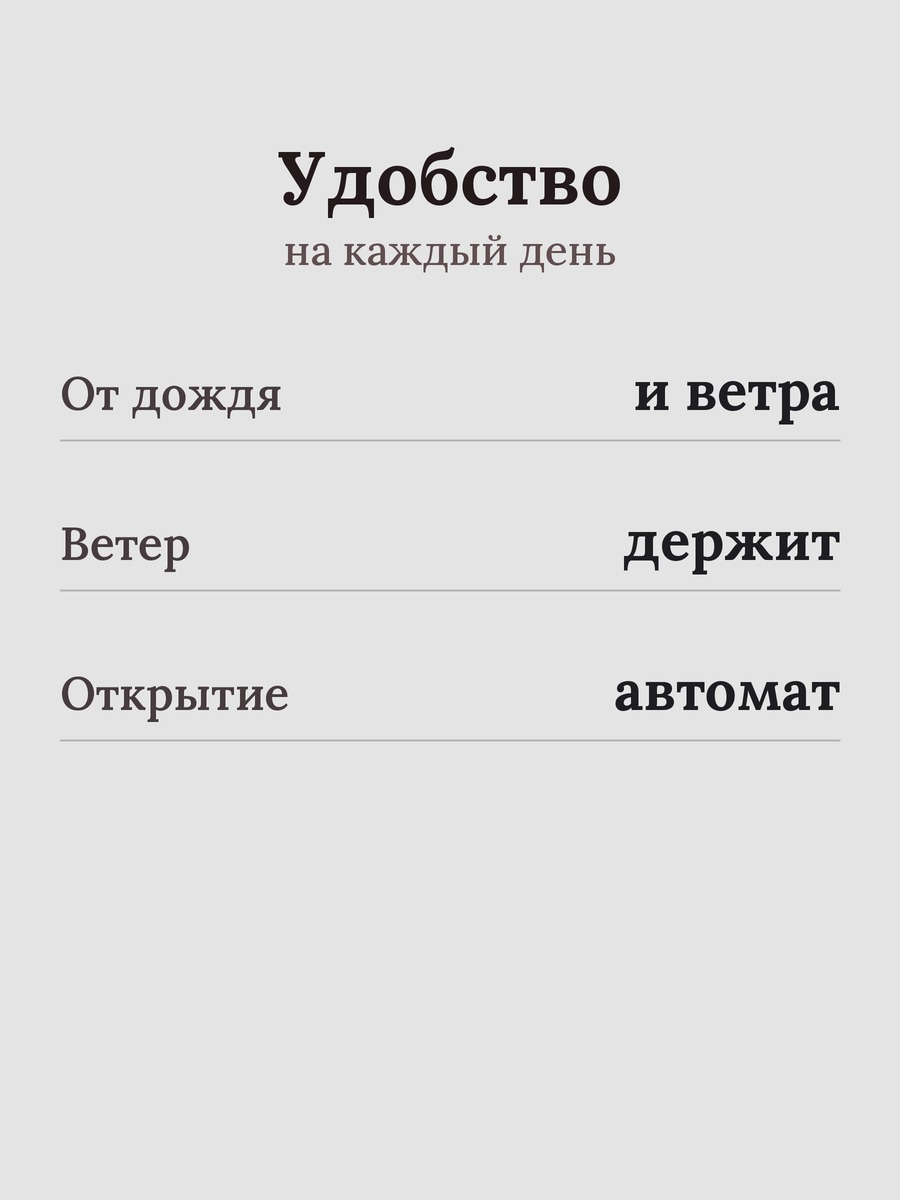 Удобство
на каждый день
От дождя и ветра
Ветер держит
Открытие автомат